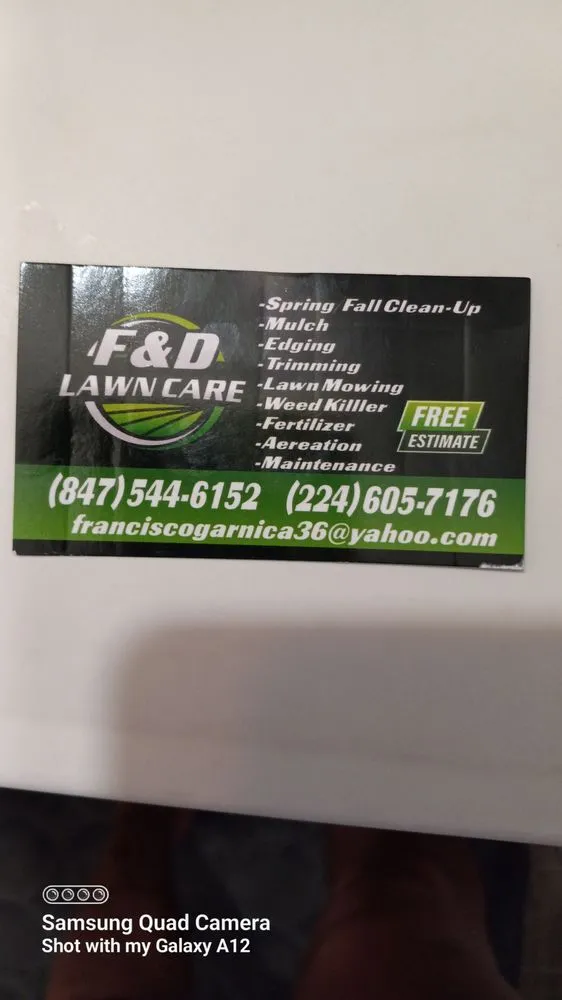 F&D
LAWN CARE
-Spring/Fall Clean-Up
-Mulch
-Edging
-Trimming
-Lawn Mowing
-Weed Killler
-Fertilizer
-Aereation
-Maintenance
FREE
ESTIMATE
(847)544-6152 (224)605-7176
franciscogarnica36@yahoo.com
Samsung Quad Camera
Shot with my Galaxy A12